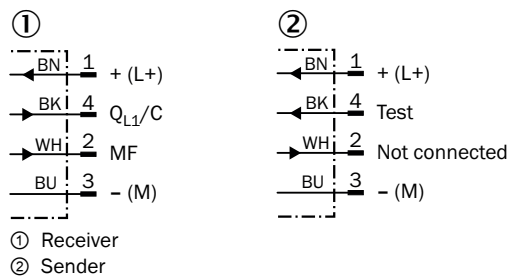 ① ②
BN 1 + (L+) BN 1 + (L+)
BK 4 QL1/C BK 4 Test
WH 2 MF WH 2 Not connected
BU 3 − (M) BU 3 − (M)
① Receiver
② Sender